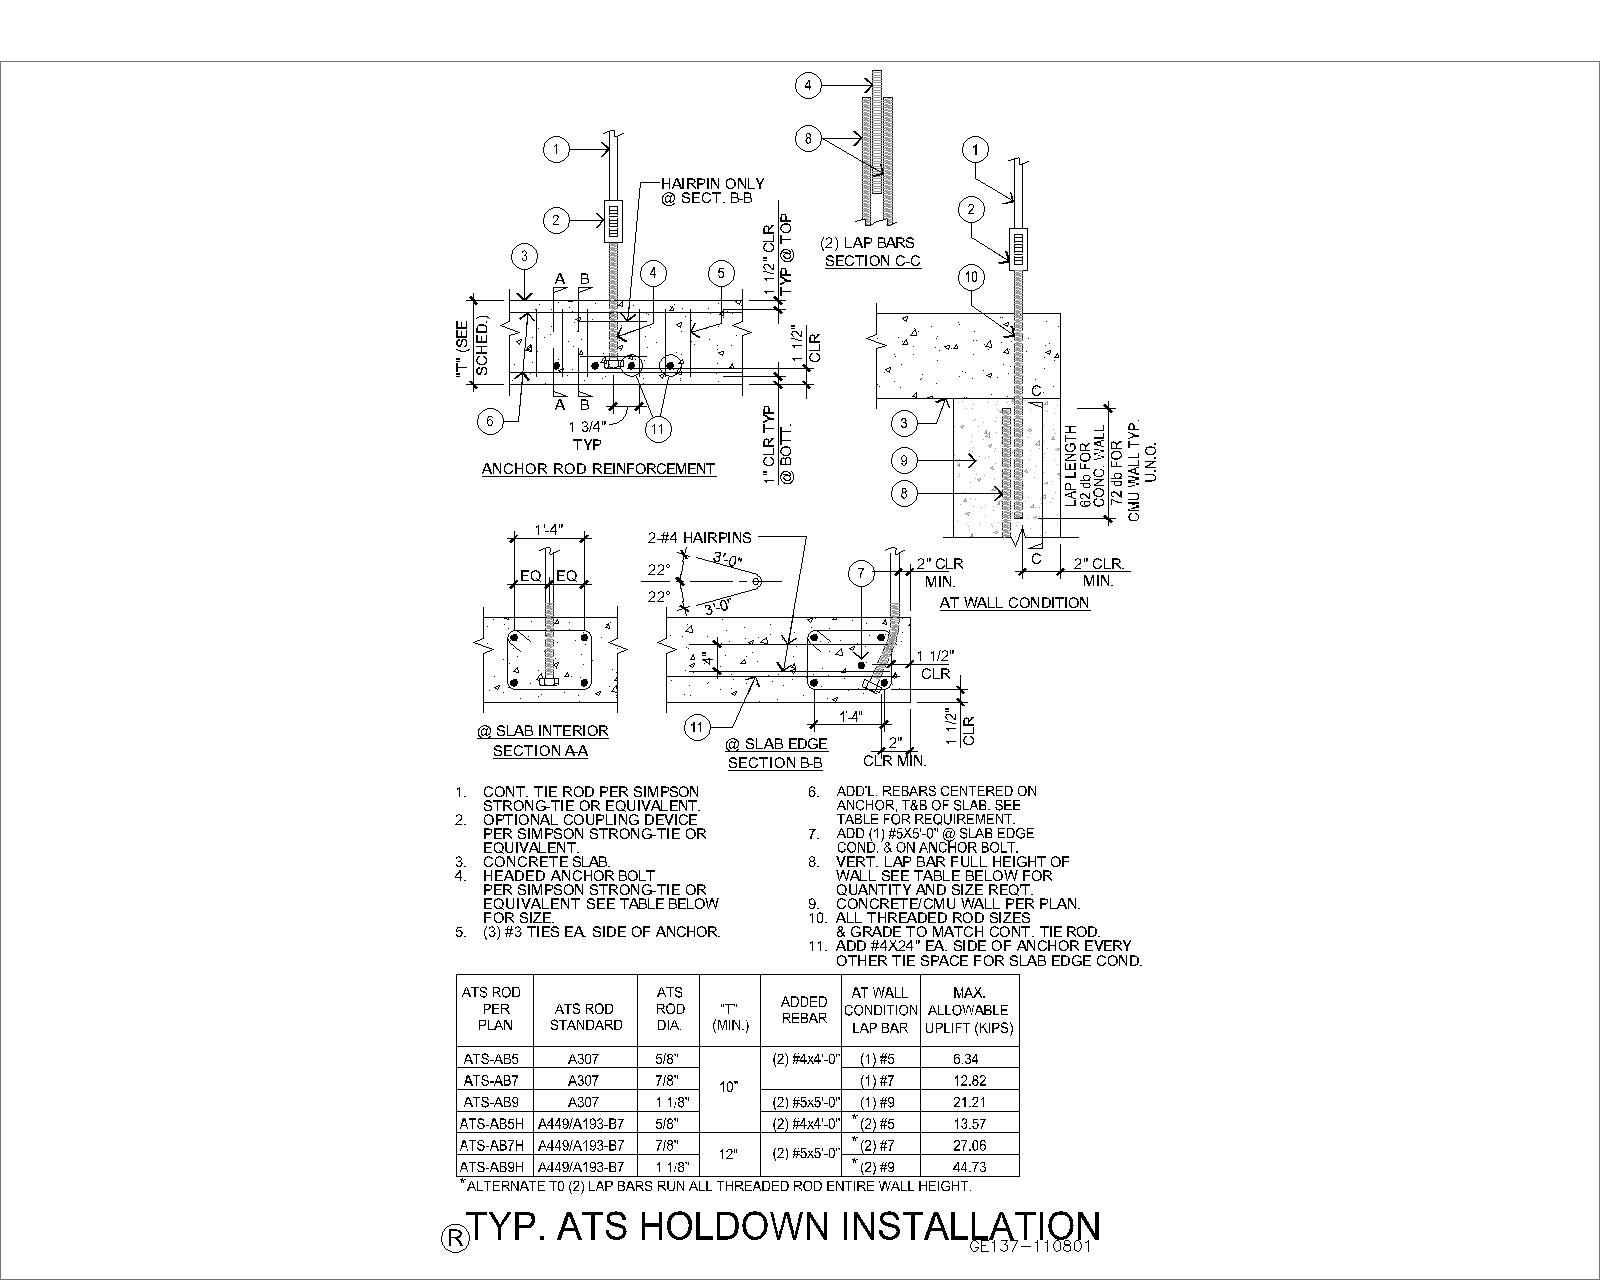 4
8
(2) LAP BARS
SECTION C-C
1
HAIRPIN ONLY
@ SECT. B-B
2
3
A B
4
5
1 1/2" CLR
TYP @ TOP
"T" (SEE
SCHED.)
1 1/2"
CLR
A B
6
1 3/4"
TYP
11
1" CLR TYP
@ BOTT.
ANCHOR ROD REINFORCEMENT
1
2
10
C
3
9
8
LAP LENGTH
62 db FOR
CONC. WALL
72 db FOR
CMU WALL TYP.
U.N.O.
C
2" CLR.
MIN.
AT WALL CONDITION
1'-4"
EQ EQ
@ SLAB INTERIOR
SECTION A-A
2-#4 HAIRPINS
22°
22°
3'-0"
3'-0"
7
2" CLR
MIN.
4"
1 1/2"
CLR
11
1'-4"
2"
CLR MIN.
1 1/2"
CLR
@ SLAB EDGE
SECTION B-B
1. CONT. TIE ROD PER SIMPSON
STRONG-TIE OR EQUIVALENT.
2. OPTIONAL COUPLING DEVICE
PER SIMPSON STRONG-TIE OR
EQUIVALENT.
3. CONCRETE SLAB.
4. HEADED ANCHOR BOLT
PER SIMPSON STRONG-TIE OR
EQUIVALENT SEE TABLE BELOW
FOR SIZE.
5. (3) #3 TIES EA. SIDE OF ANCHOR.
6. ADD'L. REBARS CENTERED ON
ANCHOR, T&B OF SLAB. SEE
TABLE FOR REQUIREMENT.
7. ADD (1) #5X5'-0" @ SLAB EDGE
COND. & ON ANCHOR BOLT.
8. VERT. LAP BAR FULL HEIGHT OF
WALL SEE TABLE BELOW FOR
QUANTITY AND SIZE REQ'T.
9. CONCRETE/CMU WALL PER PLAN.
10. ALL THREADED ROD SIZES
& GRADE TO MATCH CONT. TIE ROD.
11. ADD #4X24" EA. SIDE OF ANCHOR EVERY
OTHER TIE SPACE FOR SLAB EDGE COND.
ATS ROD PER PLAN | ATS ROD STANDARD | ATS ROD DIA. | "T" (MIN.) | ADDED REBAR | AT WALL CONDITION LAP BAR | MAX. ALLOWABLE UPLIFT (KIPS)
ATS-AB5 A307 5/8" 10" (2) #4x4'-0" (1) #5 6.34
ATS-AB7 A307 7/8" (1) #7 12.82
ATS-AB9 A307 1 1/8" (2) #5x5'-0" (1) #9 21.21
ATS-AB5H A449/A193-B7 5/8" (2) #4x4'-0" *(2) #5 13.57
ATS-AB7H A449/A193-B7 7/8" 12" (2) #5x5'-0" *(2) #7 27.06
ATS-AB9H A449/A193-B7 1 1/8" *(2) #9 44.73
*ALTERNATE T0 (2) LAP BARS RUN ALL THREADED ROD ENTIRE WALL HEIGHT.
R TYP. ATS HOLDOWN INSTALLATION
GE137-110801